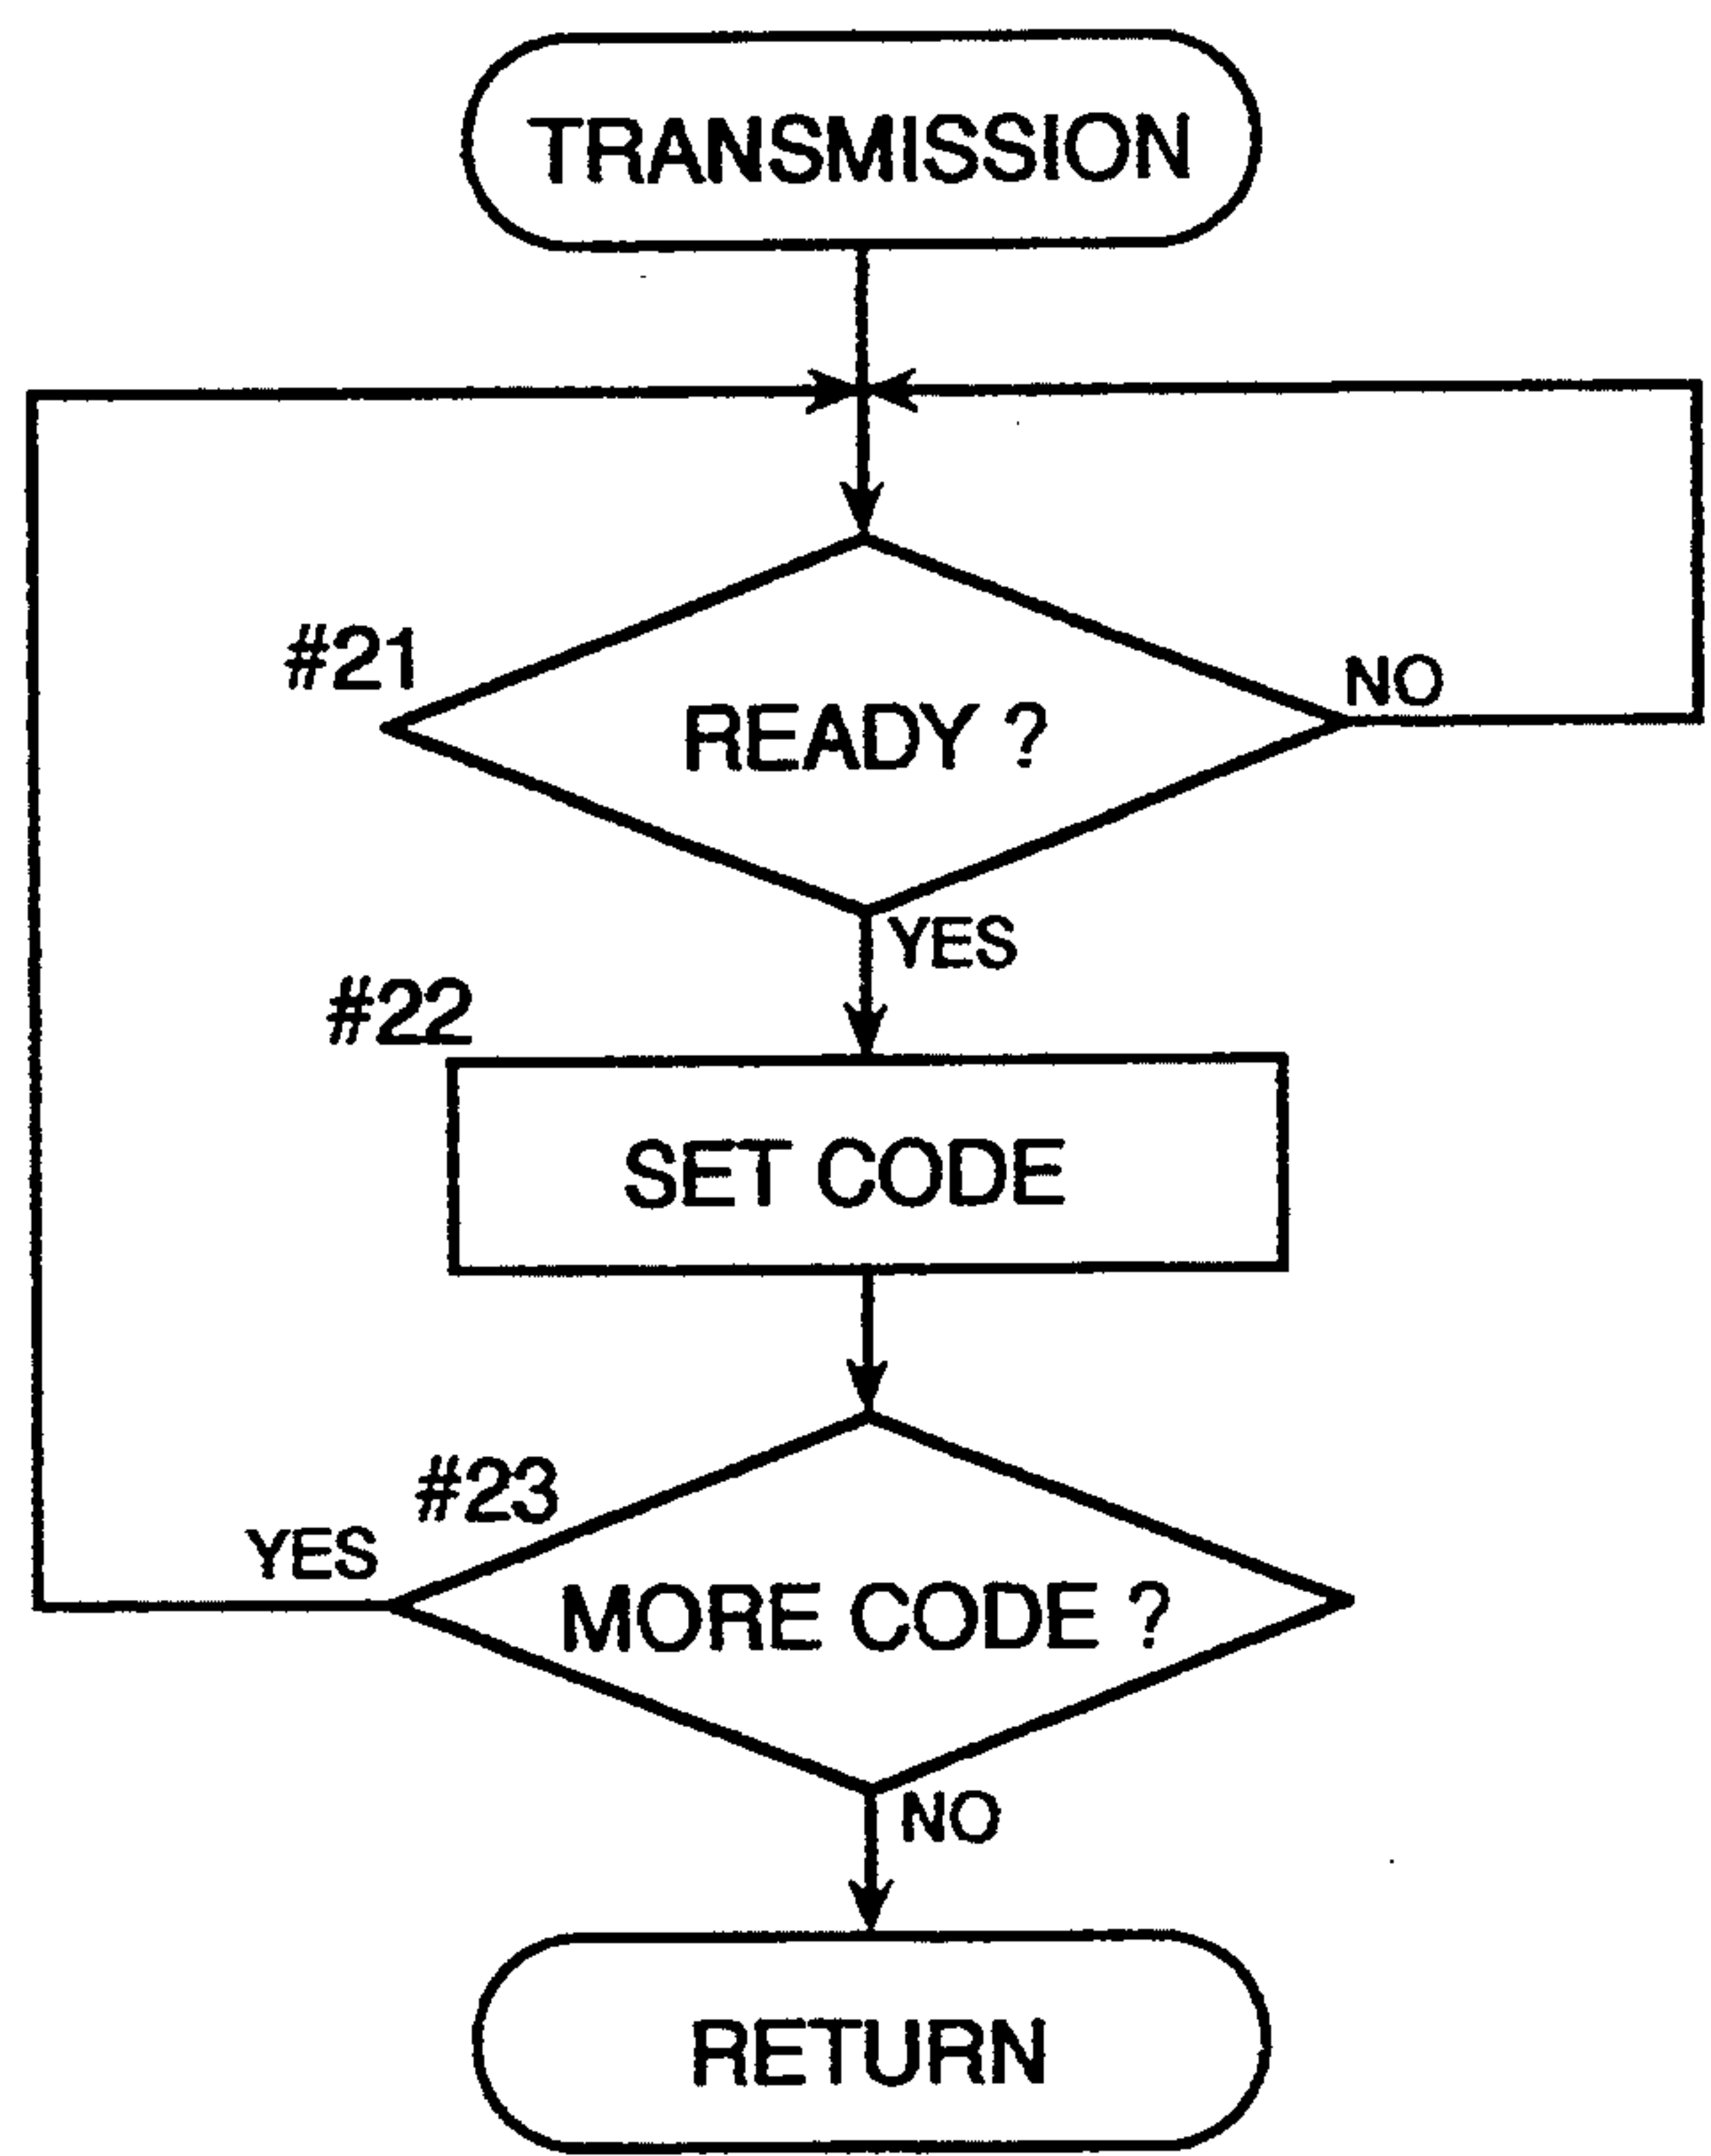 TRANSMISSION
#21
READY ?
NO
YES
#22
SET CODE
#23
YES
MORE CODE ?
NO
RETURN